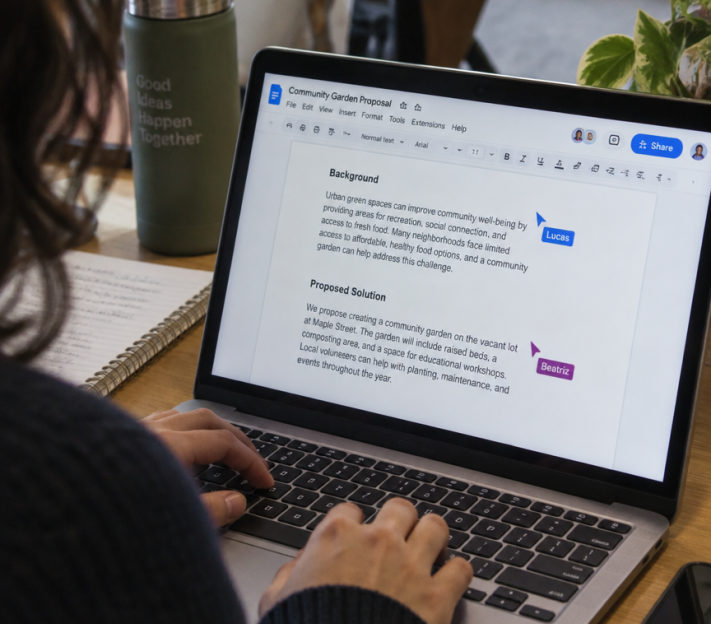 Good
Ideas
Happen
Together
Community Garden Proposal
File Edit View Insert Format Tools Extensions Help
Share
Normal text Arial 11 B I U A
Background
Urban green spaces can improve community well-being by
providing areas for recreation, social connection, and
access to fresh food. Many neighborhoods face limited
access to affordable, healthy food options, and a community
garden can help address this challenge.
Lucas
Proposed Solution
We propose creating a community garden on the vacant lot
at Maple Street. The garden will include raised beds, a
composting area, and a space for educational workshops.
Local voluneers can help with planting, maintenance, and
events throughout the year.
Beatriz